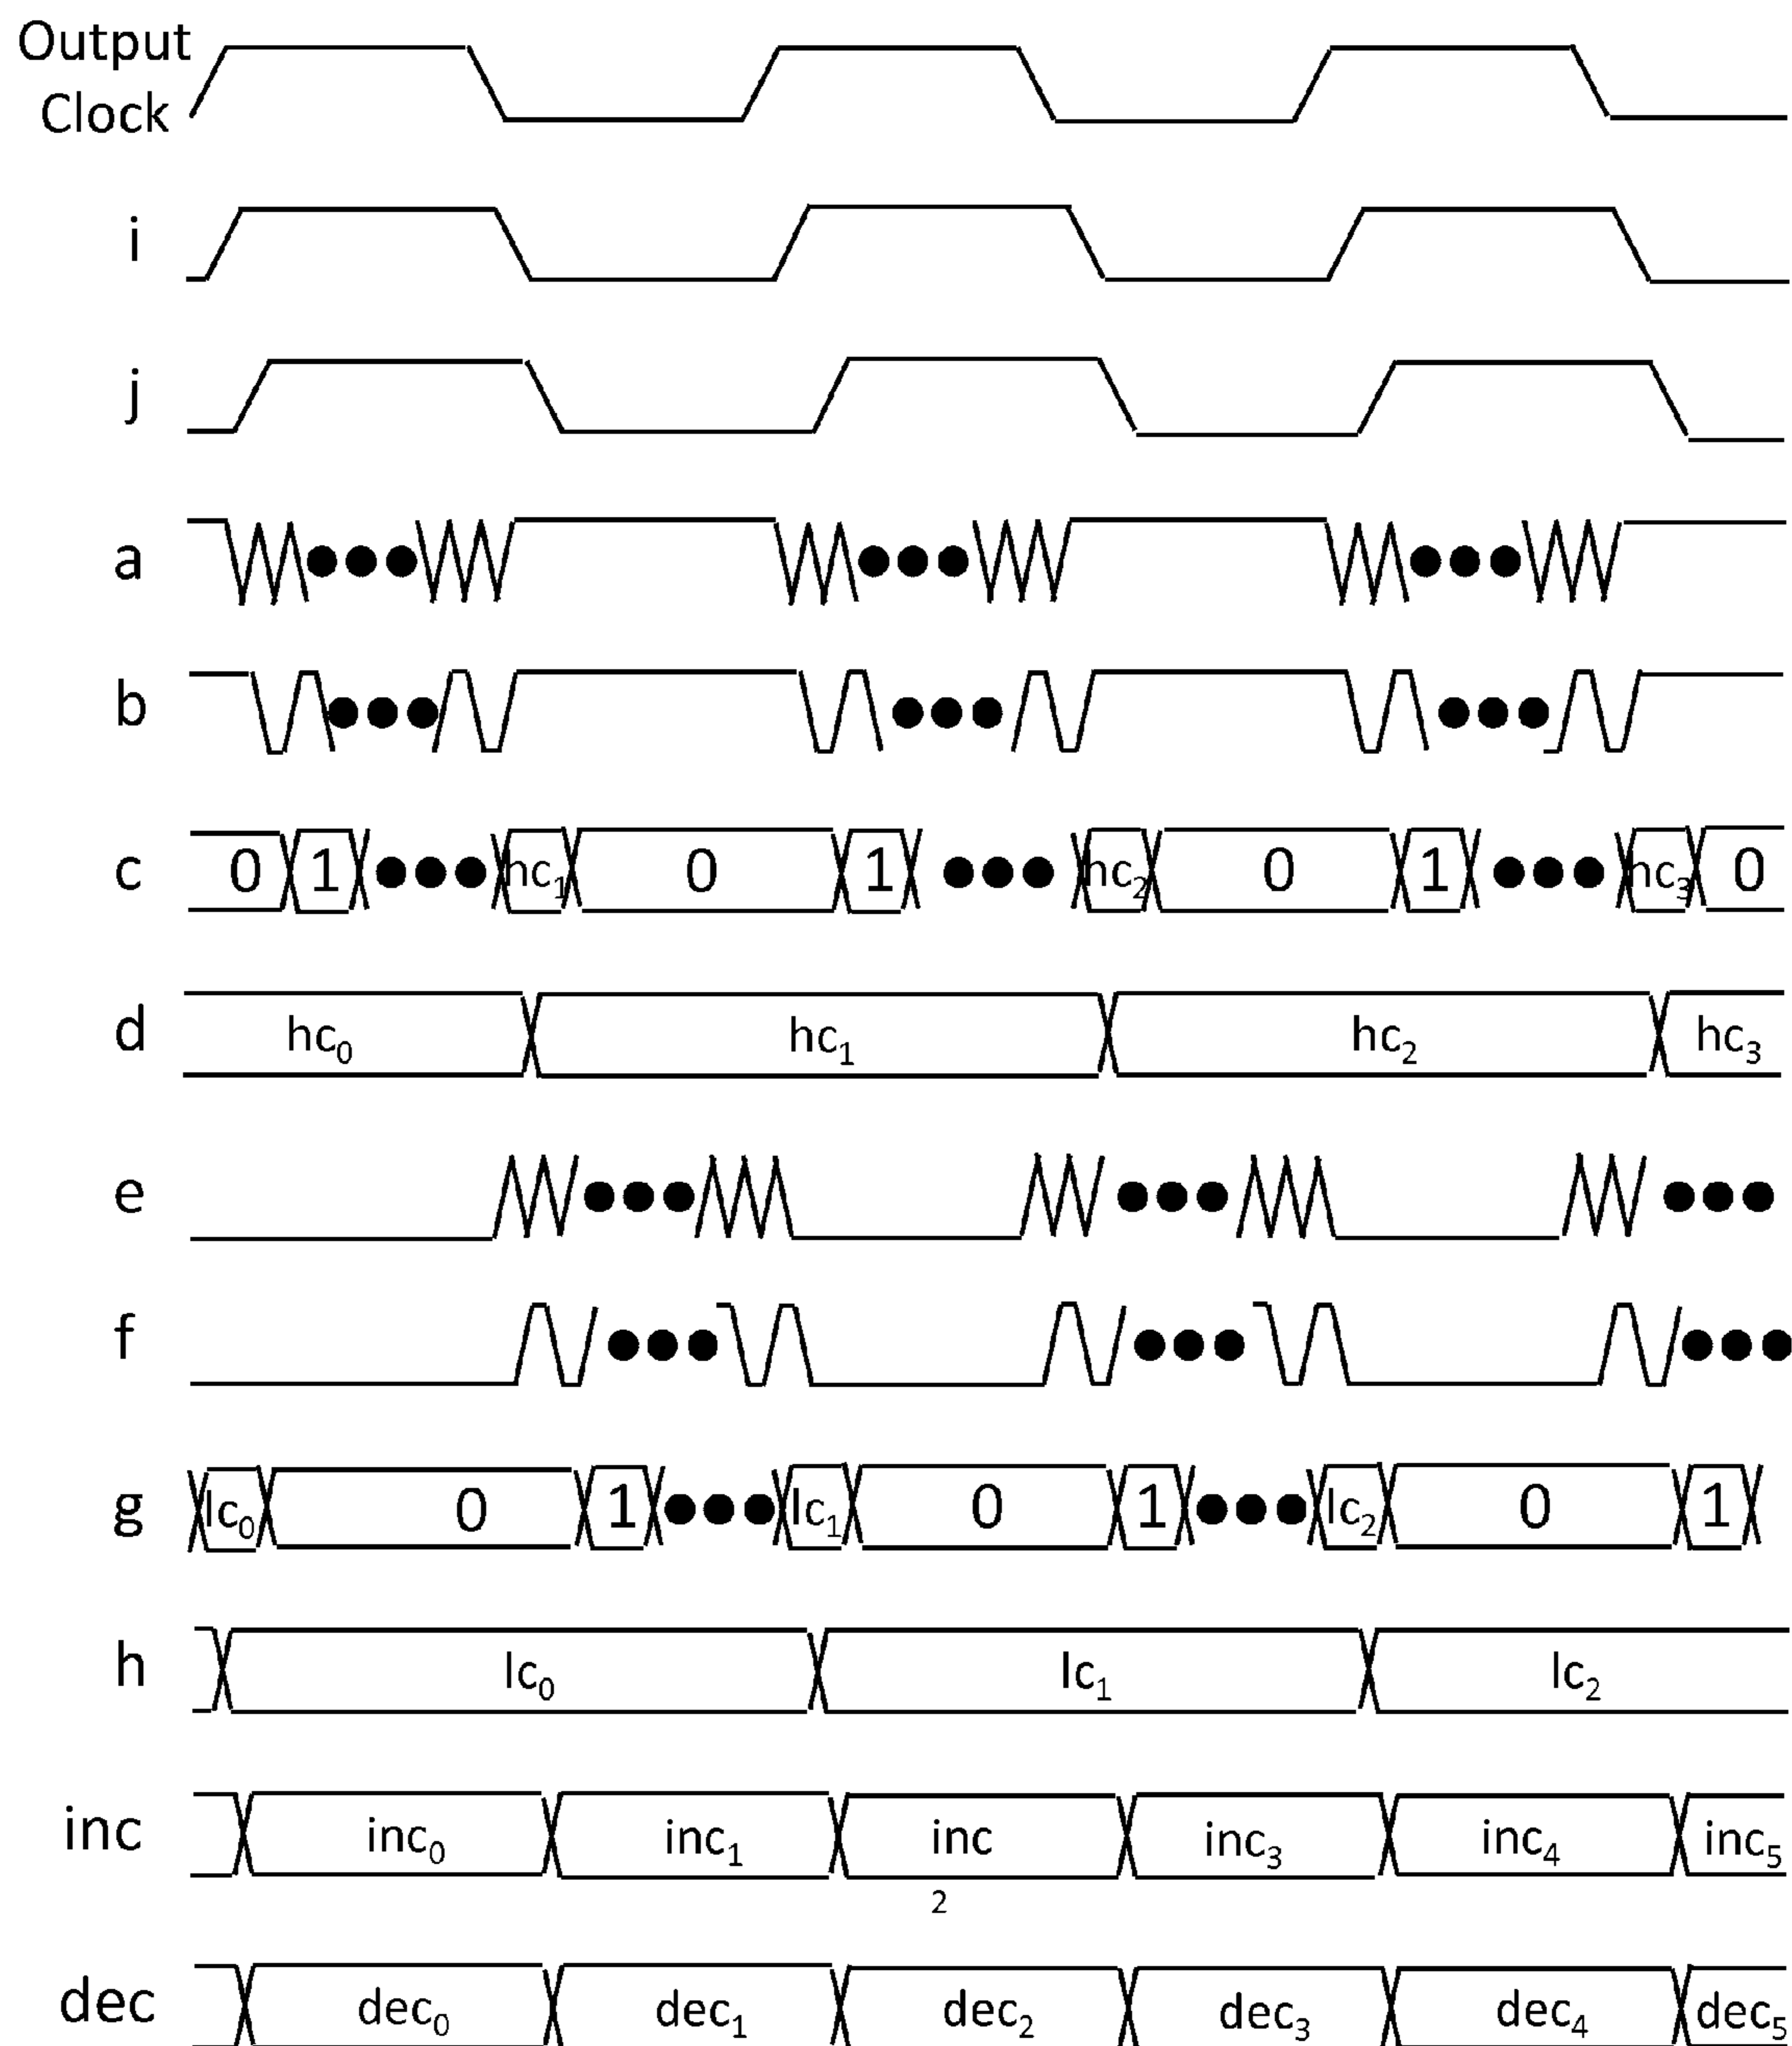 Output
Clock
i
j
a
b
c 0 1 hc₁ 0 1 hc₂ 0 1 hc₃ 0
d hc₀ hc₁ hc₂ hc₃
e
f
g lc₀ 0 1 lc₁ 0 1 lc₂ 0 1
h lc₀ lc₁ lc₂
inc inc₀ inc₁ inc inc₃ inc₄ inc₅
2
dec dec₀ dec₁ dec₂ dec₃ dec₄ dec₅